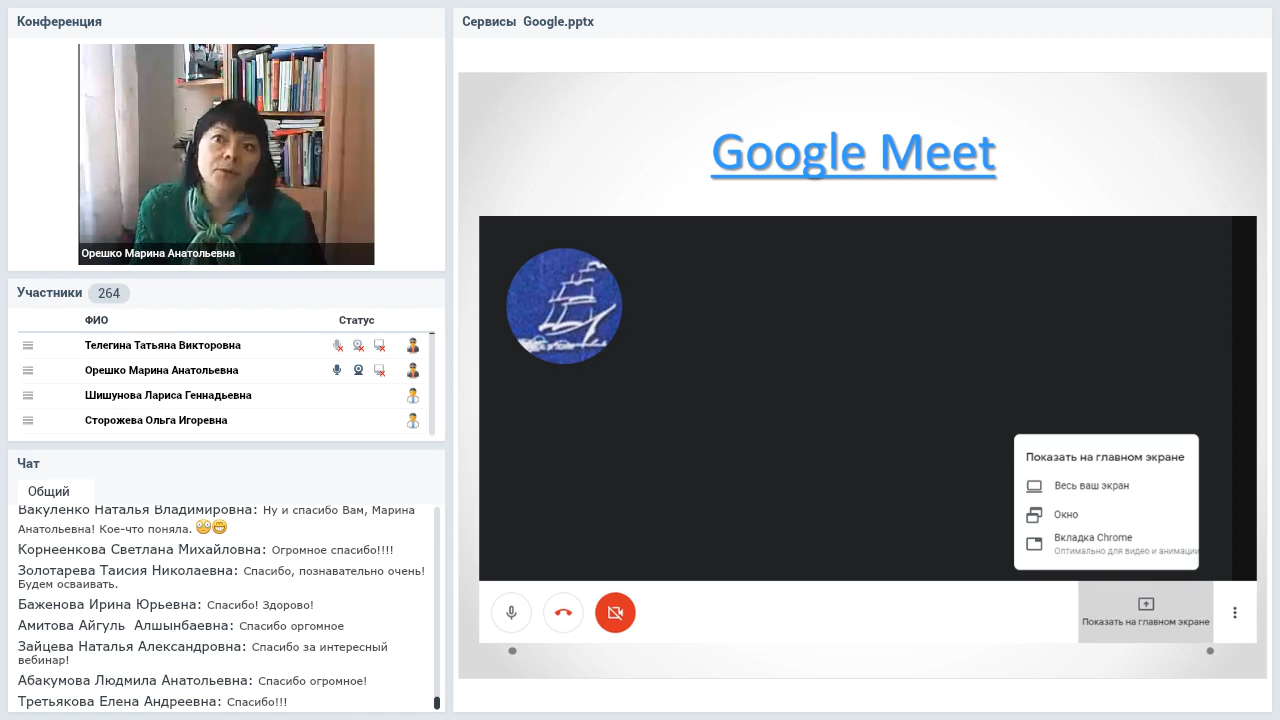 Конференция
Орешко Марина Анатольевна
Участники 264
ФИО Статус
Телегина Татьяна Викторовна
Орешко Марина Анатольевна
Шишунова Лариса Геннадьевна
Сторожева Ольга Игоревна
Чат
Общий
Вакуленко Наталья Владимировна: Ну и спасибо Вам, Марина
Анатольевна! Кое-что поняла.
Корнеенкова Светлана Михайловна: Огромное спасибо!!!!
Золотарева Таисия Николаевна: Спасибо, познавательно очень!
Будем осваивать.
Баженова Ирина Юрьевна: Спасибо! Здорово!
Амитова Айгуль Алшынбаевна: Спасибо оргомное
Зайцева Наталья Александровна: Спасибо за интересный
вебинар!
Абакумова Людмила Анатольевна: Спасибо огромное!
Третьякова Елена Андреевна: Спасибо!!!
Сервисы Google.pptx
Google Meet
Показать на главном экране
Весь ваш экран
Окно
Вкладка Chrome
Оптимально для видео и анимации
Показать на главном экране